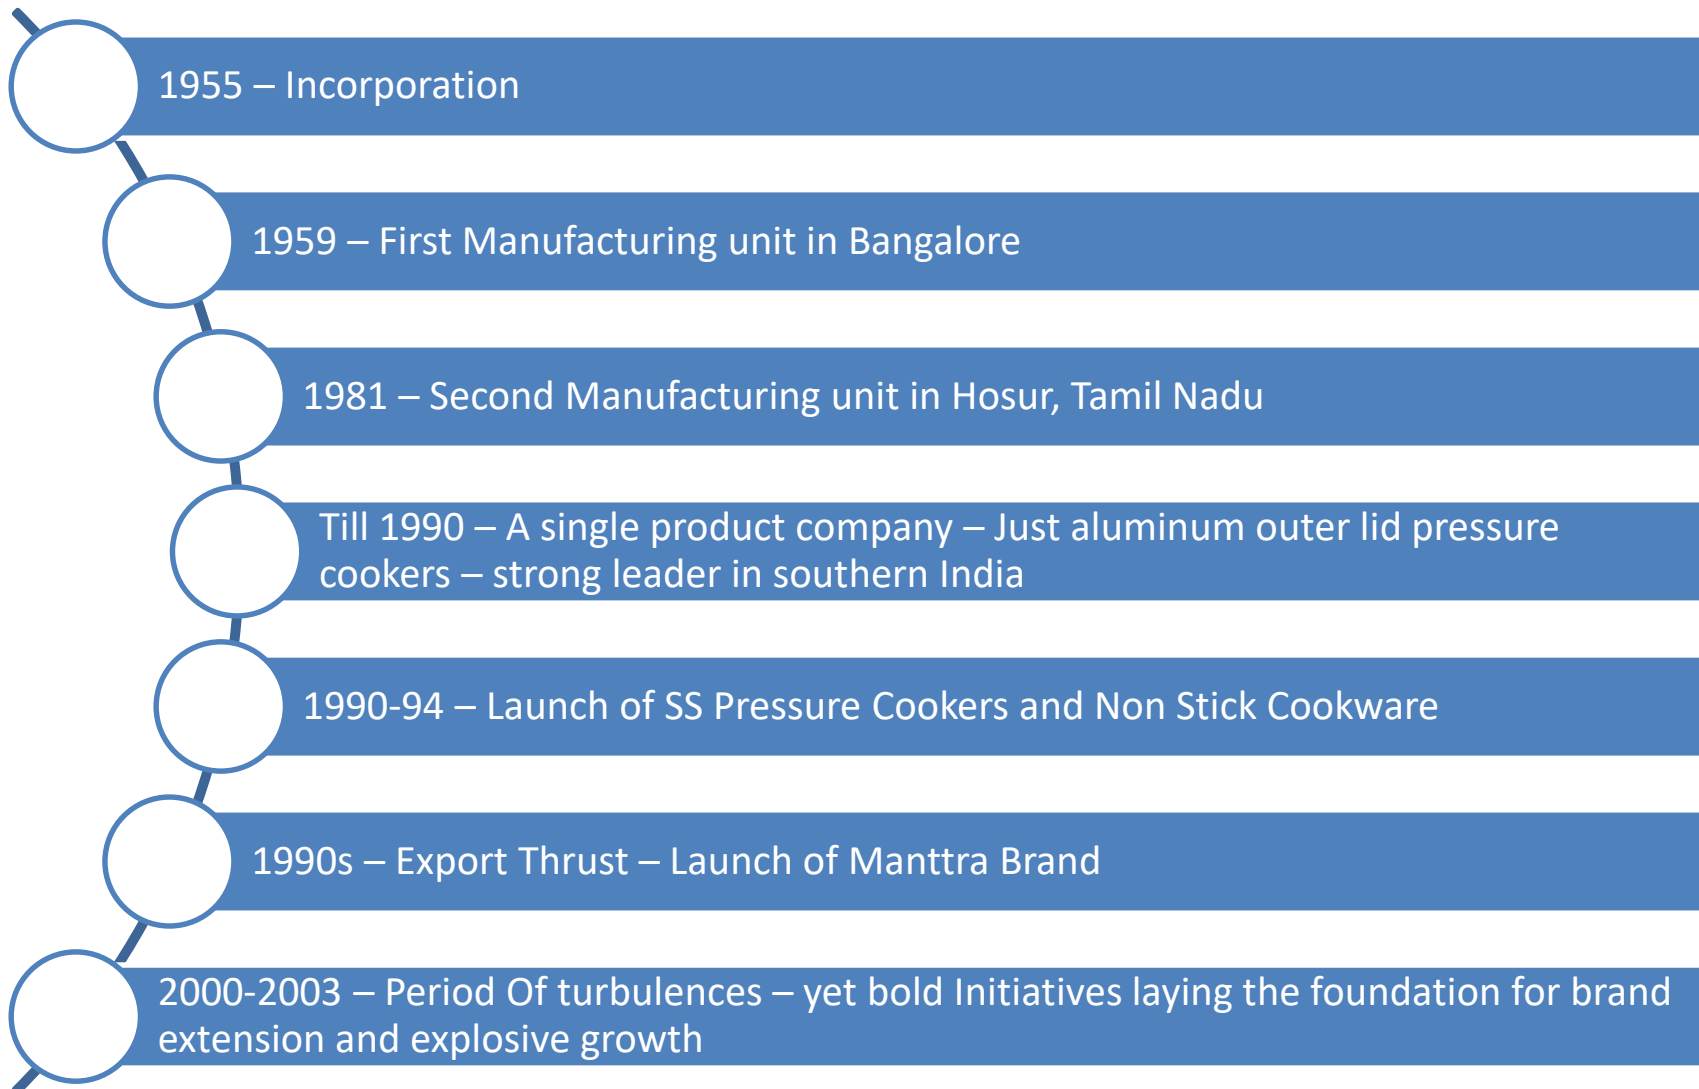 1955 – Incorporation
1959 – First Manufacturing unit in Bangalore
1981 – Second Manufacturing unit in Hosur, Tamil Nadu
Till 1990 – A single product company – Just aluminum outer lid pressure
cookers – strong leader in southern India
1990-94 – Launch of SS Pressure Cookers and Non Stick Cookware
1990s – Export Thrust – Launch of Manttra Brand
2000-2003 – Period Of turbulences – yet bold Initiatives laying the foundation for brand
extension and explosive growth